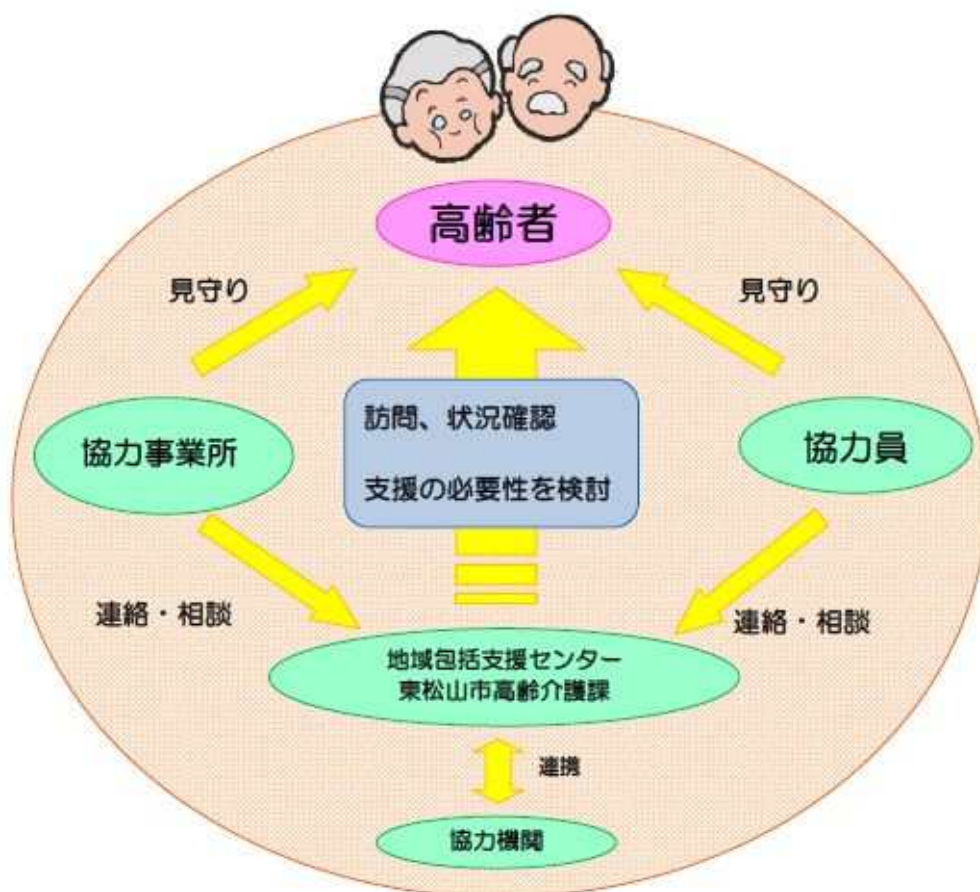 高齢者
見守り
見守り
訪問、状況確認
支援の必要性を検討
協力事業所
協力員
連絡・相談
連絡・相談
地域包括支援センター
東松山市高齢介護課
連携
協力機関